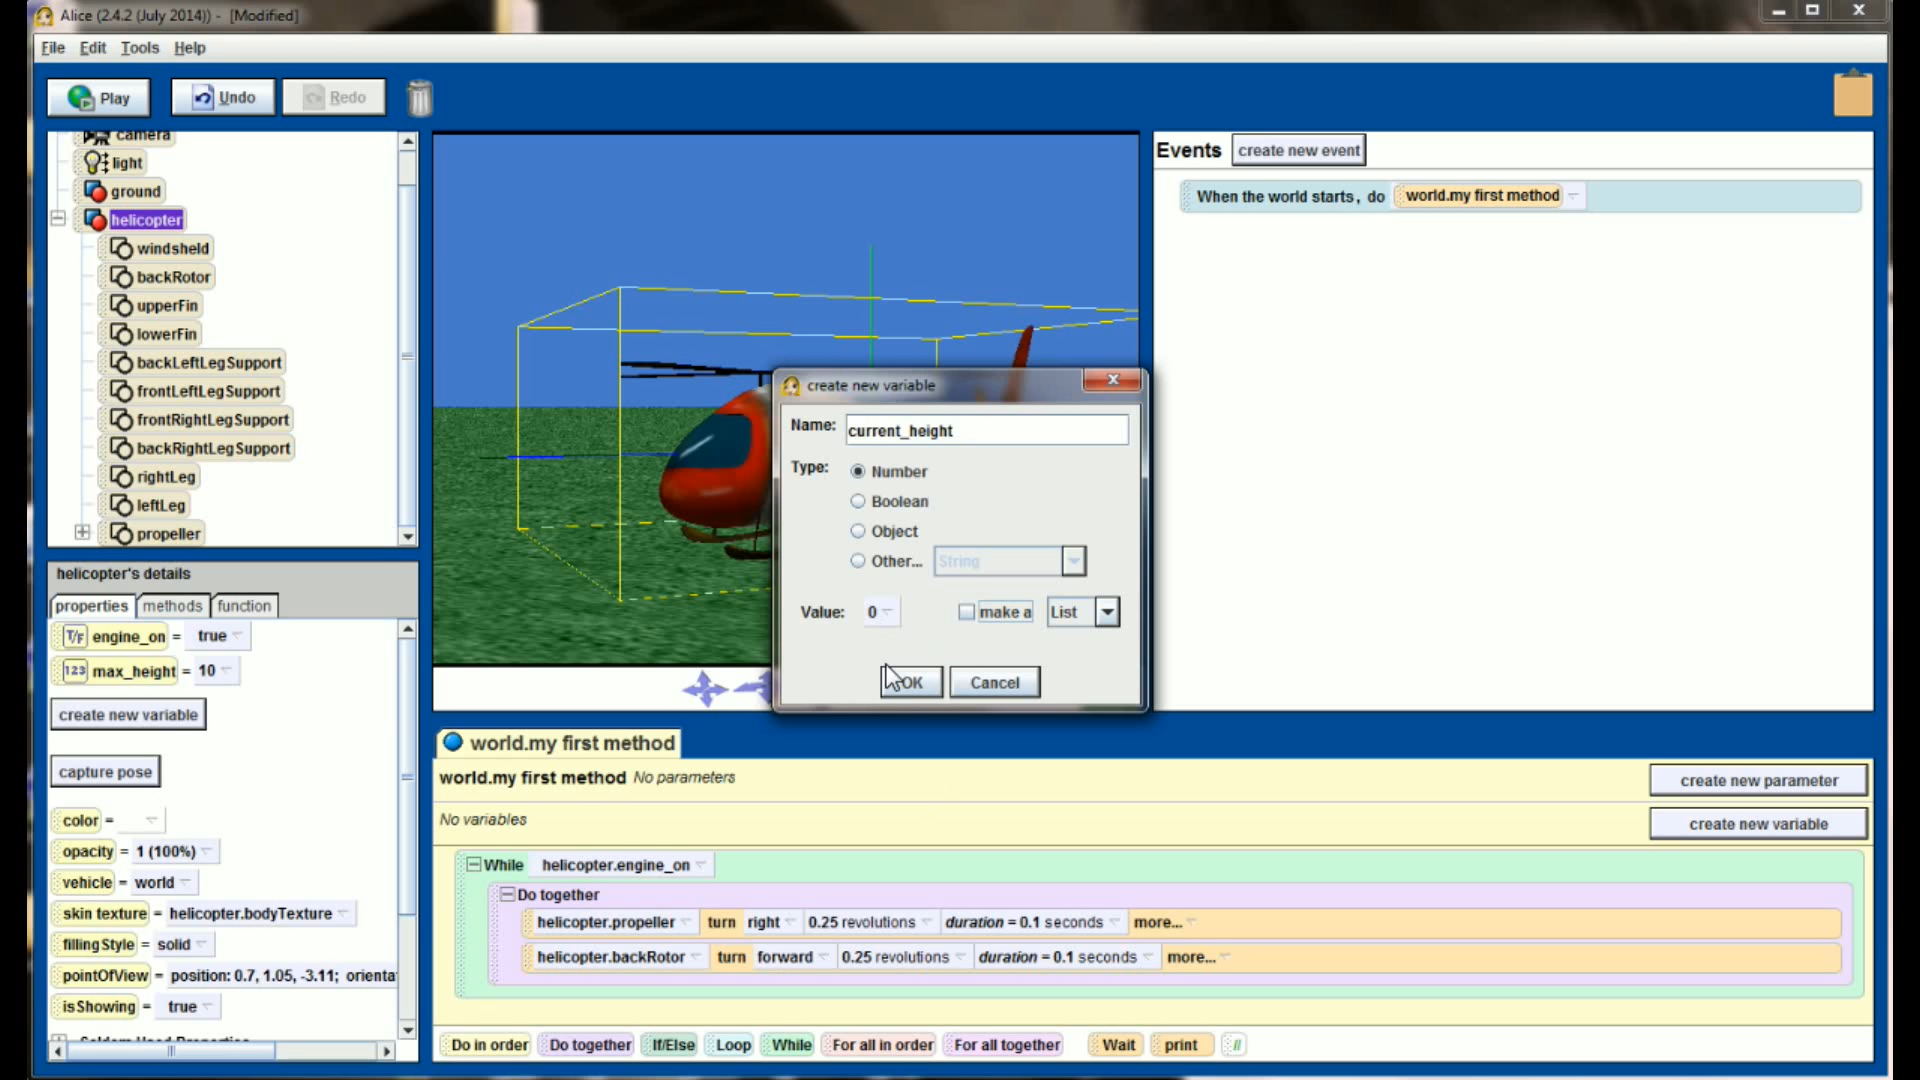 Alice (2.4.2 (July 2014)) - [Modified]
File Edit Tools Help
Play Undo Redo
camera
light
ground
helicopter
windsheld
backRotor
upperFin
lowerFin
backLeftLegSupport
frontLeftLegSupport
frontRightLegSupport
backRightLegSupport
rightLeg
leftLeg
propeller
Events create new event
When the world starts, do world.my first method
create new variable
Name: current_height
Type: Number
Boolean
Object
Other... String
Value: 0 make a List
OK Cancel
helicopter's details
properties methods function
T/F engine_on = true
123 max_height = 10
create new variable
capture pose
color =
opacity = 1 (100%)
vehicle = world
skin texture = helicopter.bodyTexture
fillingStyle = solid
pointOfView = position: 0.7, 1.05, -3.11; orienta
isShowing = true
world.my first method
world.my first method No parameters
create new parameter
No variables
create new variable
While helicopter.engine_on
Do together
helicopter.propeller turn right 0.25 revolutions duration = 0.1 seconds more...
helicopter.backRotor turn forward 0.25 revolutions duration = 0.1 seconds more...
Do in order Do together If/Else Loop While For all in order For all together Wait print //